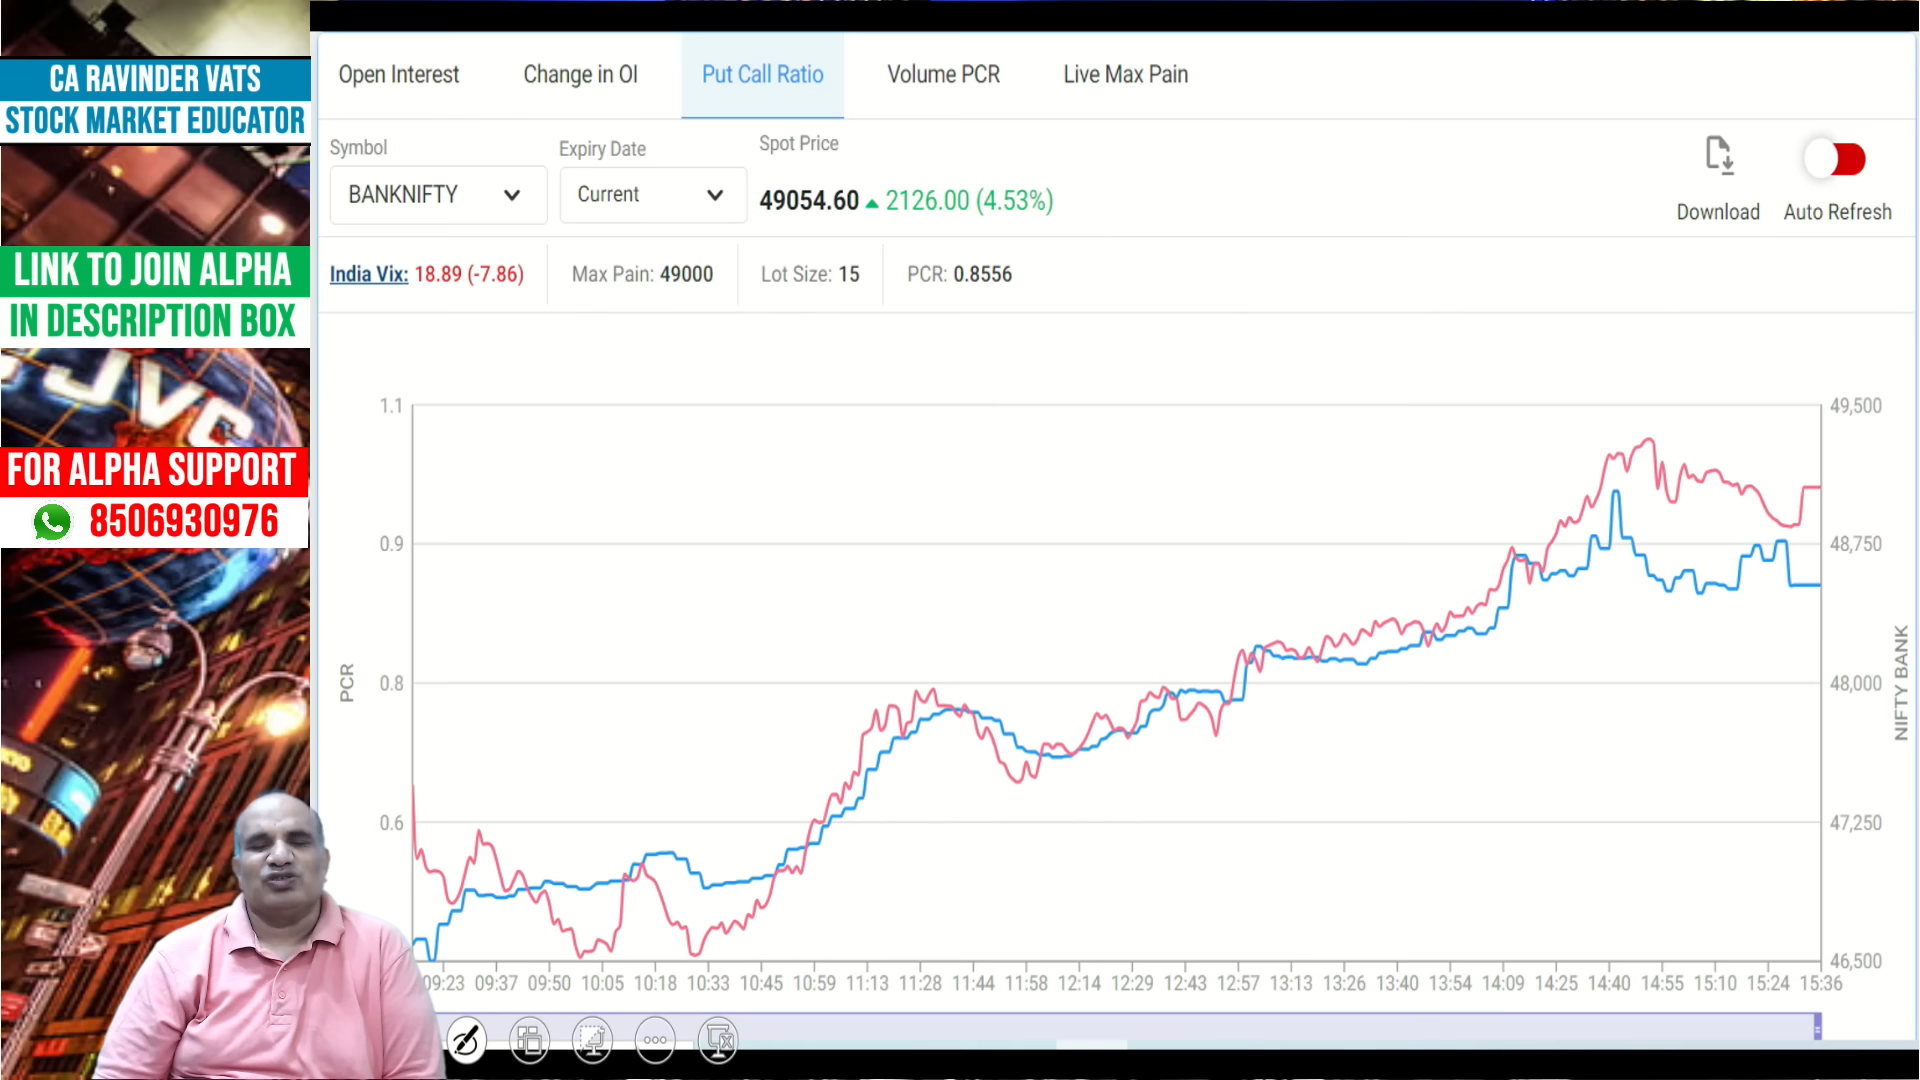 CA RAVINDER VATS
STOCK MARKET EDUCATOR
LINK TO JOIN ALPHA
IN DESCRIPTION BOX
JVC
FOR ALPHA SUPPORT
8506930976
Open Interest Change in OI Put Call Ratio Volume PCR Live Max Pain
Symbol Expiry Date Spot Price
BANKNIFTY Current 49054.60 2126.00 (4.53%)
Download Auto Refresh
India Vix: 18.89 (-7.86) Max Pain: 49000 Lot Size: 15 PCR: 0.8556
1.1 49,500
0.9 48,750
0.8 48,000
0.6 47,250
46,500
PCR
NIFTY BANK
09:23 09:37 09:50 10:05 10:18 10:33 10:45 10:59 11:13 11:28 11:44 11:58 12:14 12:29 12:43 12:57 13:13 13:26 13:40 13:54 14:09 14:25 14:40 14:55 15:10 15:24 15:36